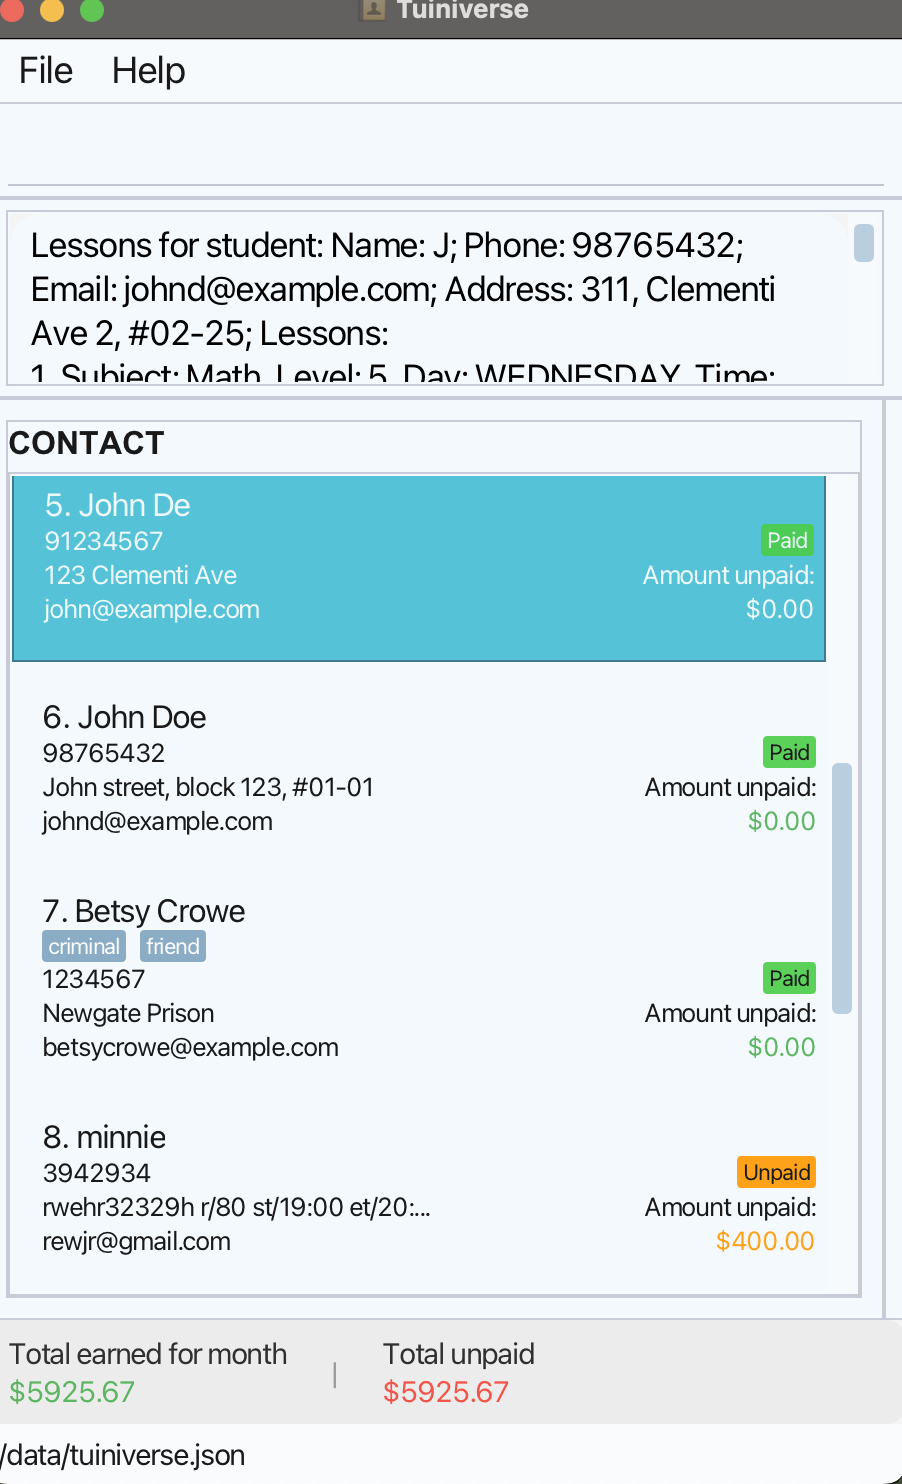 Tuiniverse
File Help
Lessons for student: Name: J; Phone: 98765432;
Email: johnd@example.com; Address: 311, Clementi
Ave 2, #02-25; Lessons:
1. Subject: Math, Level: 5, Day: WEDNESDAY, Time:
CONTACT
5. John De
91234567
Paid
123 Clementi Ave
Amount unpaid:
john@example.com
$0.00
6. John Doe
98765432
Paid
John street, block 123, #01-01
Amount unpaid:
johnd@example.com
$0.00
7. Betsy Crowe
criminal friend
1234567
Paid
Newgate Prison
Amount unpaid:
betsycrowe@example.com
$0.00
8. minnie
3942934
Unpaid
rwehr32329h r/80 st/19:00 et/20:...
Amount unpaid:
rewjr@gmail.com
$400.00
Total earned for month | Total unpaid
$5925.67 $5925.67
/data/tuiniverse.json